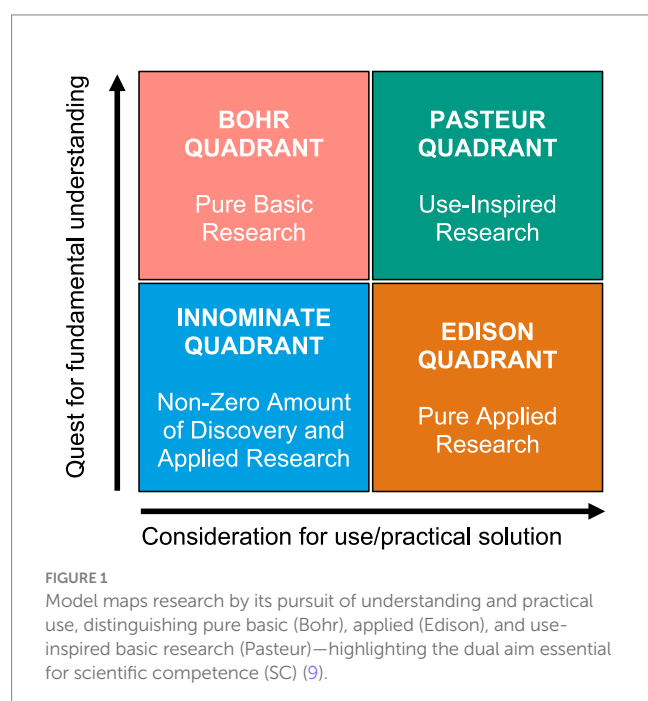 Quest for fundamental understanding
BOHR
QUADRANT
Pure Basic
Research
PASTEUR
QUADRANT
Use-Inspired
Research
INNOMINATE
QUADRANT
Non-Zero Amount
of Discovery and
Applied Research
EDISON
QUADRANT
Pure Applied
Research
Consideration for use/practical solution
FIGURE 1
Model maps research by its pursuit of understanding and practical
use, distinguishing pure basic (Bohr), applied (Edison), and use-
inspired basic research (Pasteur)—highlighting the dual aim essential
for scientific competence (SC) (9).